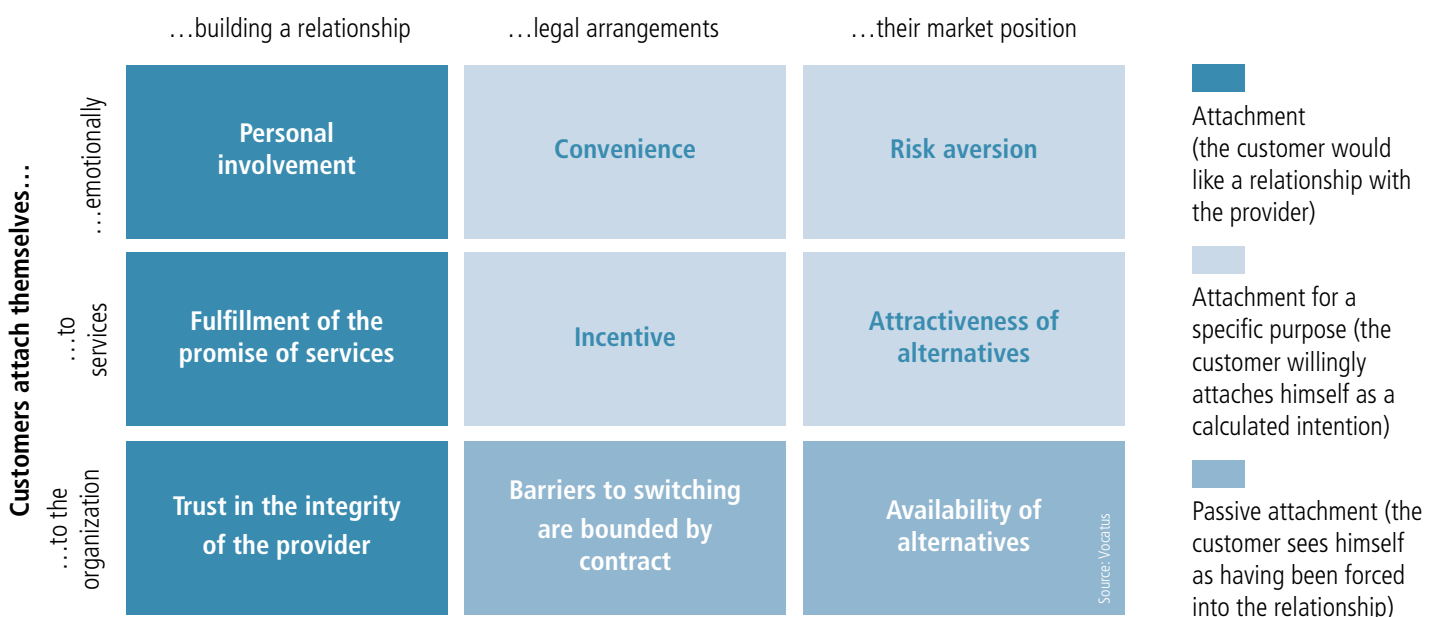 …building a relationship
…legal arrangements
…their market position
Customers attach themselves…
…emotionally
Personal
involvement
Convenience
Risk aversion
…to
services
Fulfillment of the
promise of services
Incentive
Attractiveness of
alternatives
…to the
organization
Trust in the integrity
of the provider
Barriers to switching
are bounded by
contract
Availability of
alternatives
Source: Vocatus
Attachment
(the customer would
like a relationship with
the provider)
Attachment for a
specific purpose (the
customer willingly
attaches himself as a
calculated intention)
Passive attachment (the
customer sees himself
as having been forced
into the relationship)